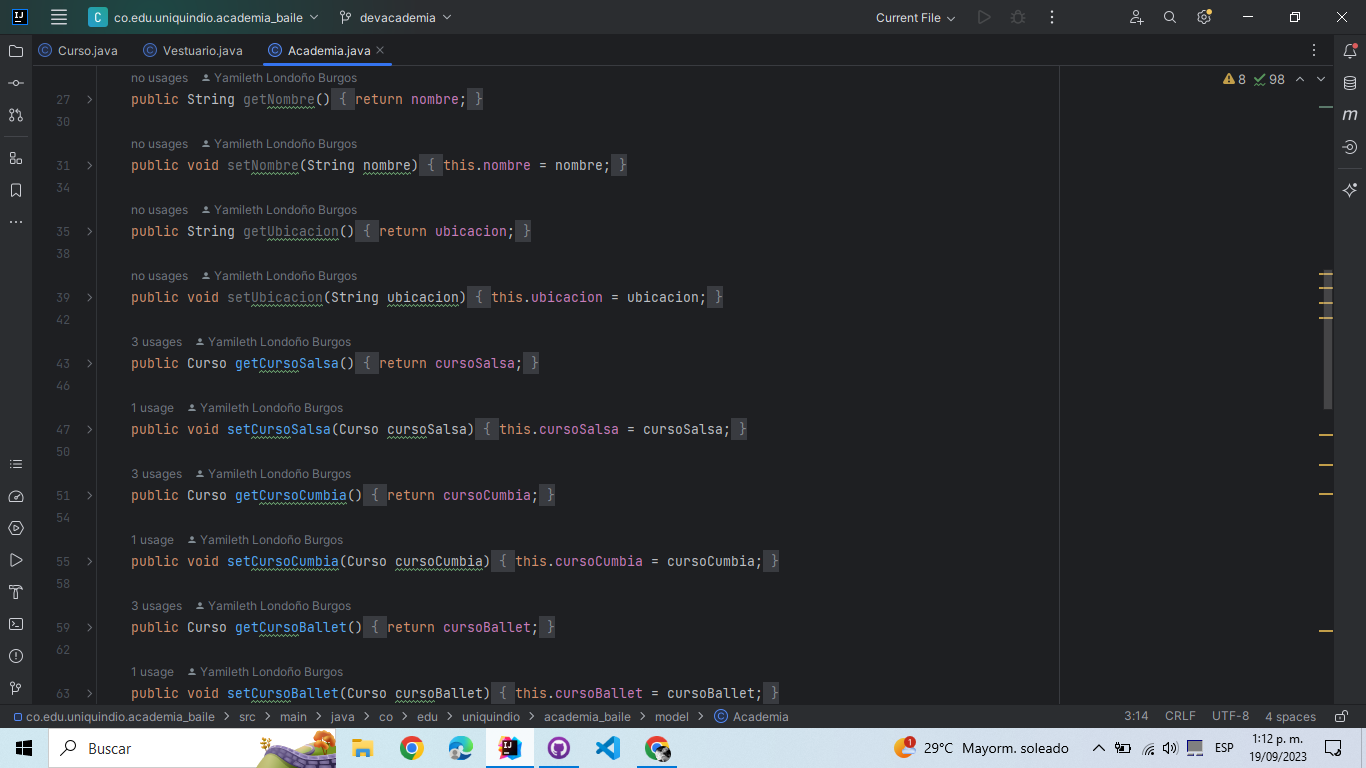 co.edu.uniquindio.academia_baile devacademia Current File
Curso.java Vestuario.java Academia.java
8 98
no usages Yamileth Londoño Burgos
27 public String getNombre() { return nombre; }
30
no usages Yamileth Londoño Burgos
31 public void setNombre(String nombre) { this.nombre = nombre; }
34
no usages Yamileth Londoño Burgos
35 public String getUbicacion() { return ubicacion; }
38
no usages Yamileth Londoño Burgos
39 public void setUbicacion(String ubicacion) { this.ubicacion = ubicacion; }
42
3 usages Yamileth Londoño Burgos
43 public Curso getCursoSalsa() { return cursoSalsa; }
46
1 usage Yamileth Londoño Burgos
47 public void setCursoSalsa(Curso cursoSalsa) { this.cursoSalsa = cursoSalsa; }
50
3 usages Yamileth Londoño Burgos
51 public Curso getCursoCumbia() { return cursoCumbia; }
54
1 usage Yamileth Londoño Burgos
55 public void setCursoCumbia(Curso cursoCumbia) { this.cursoCumbia = cursoCumbia; }
58
3 usages Yamileth Londoño Burgos
59 public Curso getCursoBallet() { return cursoBallet; }
62
1 usage Yamileth Londoño Burgos
63 public void setCursoBallet(Curso cursoBallet) { this.cursoBallet = cursoBallet; }
co.edu.uniquindio.academia_baile > src > main > java > co > edu > uniquindio > academia_baile > model > Academia 3:14 CRLF UTF-8 4 spaces
Buscar 1 29°C Mayorm. soleado ESP 1:12 p. m.
19/09/2023